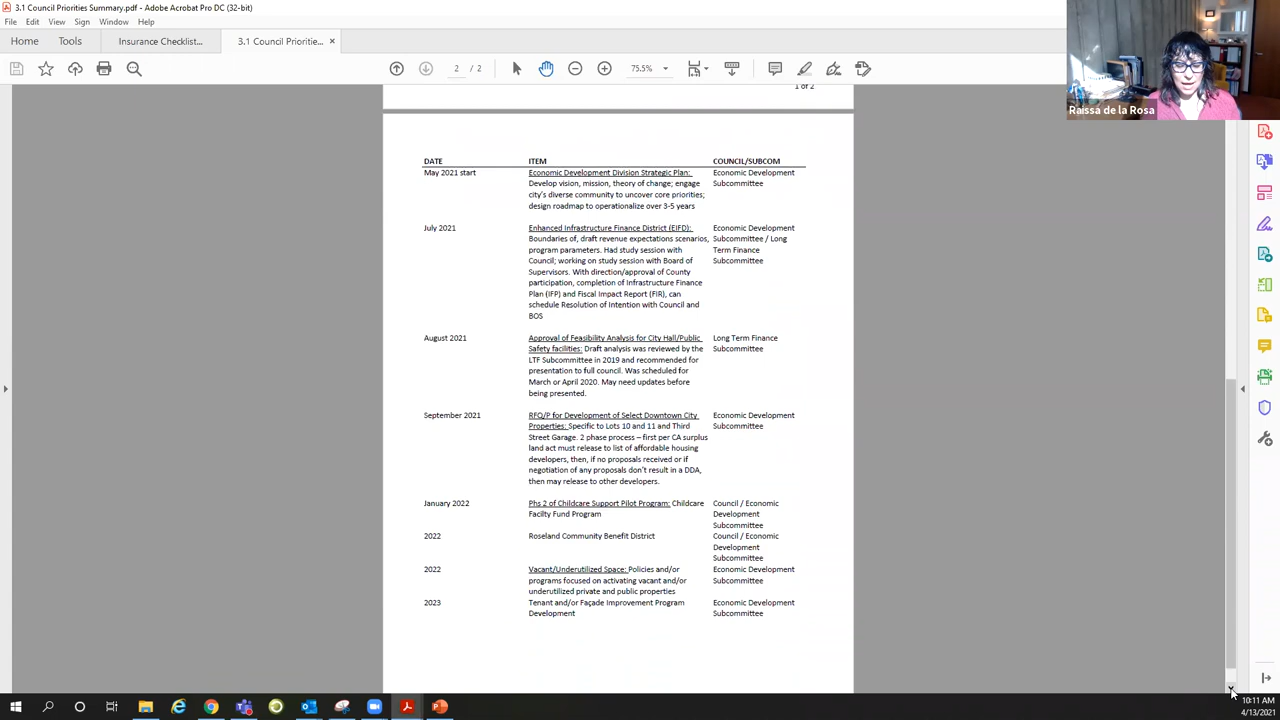 3.1 Council Priorities Summary.pdf - Adobe Acrobat Pro DC (32-bit)
File Edit View Sign Window Help
Home Tools Insurance Checklist... 3.1 Council Prioritie... ×
2 / 2 75.5%
Raissa de la Rosa
1 of 2
DATE ITEM COUNCIL/SUBCOM
May 2021 start Economic Development Division Strategic Plan: Economic Development
Develop vision, mission, theory of change; engage Subcommittee
city's diverse community to uncover core priorities;
design roadmap to operationalize over 3-5 years
July 2021 Enhanced Infrastructure Finance District (EIFD): Economic Development
Boundaries of, draft revenue expectations scenarios, Subcommittee / Long
program parameters. Had study session with Term Finance
Council; working on study session with Board of Subcommittee
Supervisors. With direction/approval of County
participation, completion of Infrastructure Finance
Plan (IFP) and Fiscal Impact Report (FIR), can
schedule Resolution of Intention with Council and
BOS
August 2021 Approval of Feasibility Analysis for City Hall/Public Long Term Finance
Safety facilities: Draft analysis was reviewed by the Subcommittee
LTF Subcommittee in 2019 and recommended for
presentation to full council. Was scheduled for
March or April 2020. May need updates before
being presented.
September 2021 RFQ/P for Development of Select Downtown City Economic Development
Properties: Specific to Lots 10 and 11 and Third Subcommittee
Street Garage. 2 phase process – first per CA surplus
land act must release to list of affordable housing
developers, then, if no proposals received or if
negotiation of any proposals don't result in a DDA,
then may release to other developers.
January 2022 Phs 2 of Childcare Support Pilot Program: Childcare Council / Economic
Facilty Fund Program Development
Subcommittee
2022 Roseland Community Benefit District Council / Economic
Development
Subcommittee
2022 Vacant/Underutilized Space: Policies and/or Economic Development
programs focused on activating vacant and/or Subcommittee
underutilized private and public properties
2023 Tenant and/or Façade Improvement Program Economic Development
Development Subcommittee
10:11 AM
4/13/2021